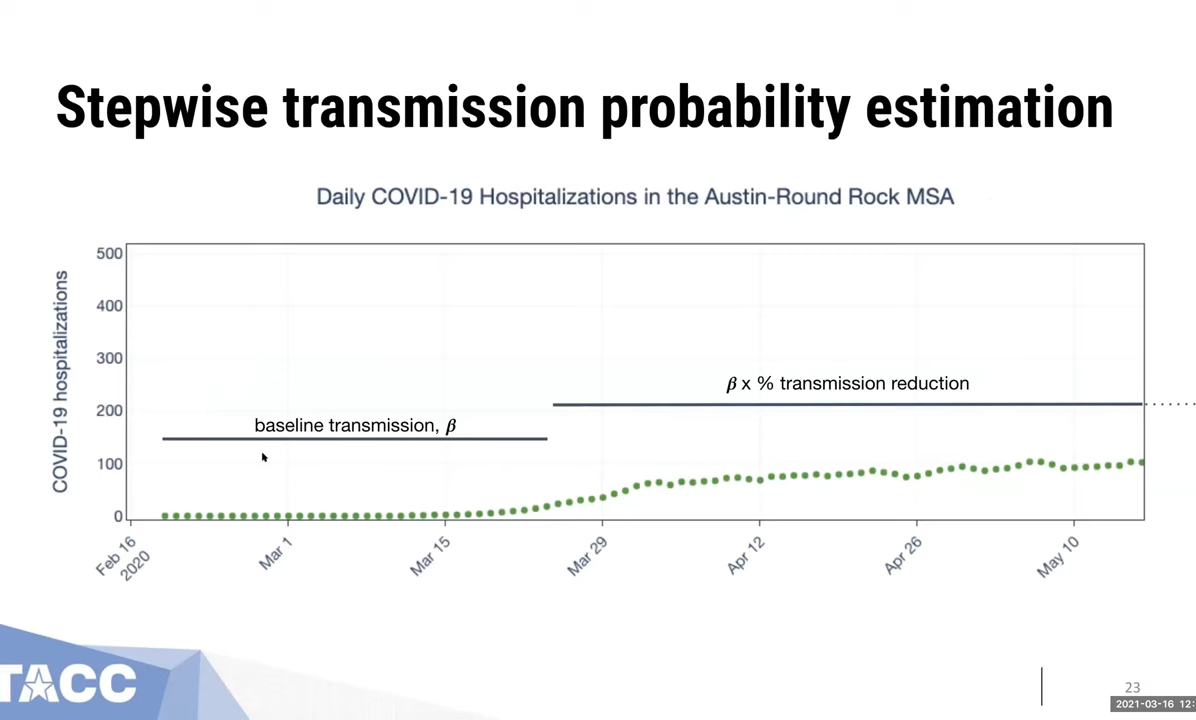 Stepwise transmission probability estimation
Daily COVID-19 Hospitalizations in the Austin-Round Rock MSA
COVID-19 hospitalizations
500
400
300
200
100
0
β x % transmission reduction
baseline transmission, β
Feb 16
2020
Mar 1
Mar 15
Mar 29
Apr 12
Apr 26
May 10
TACC
23
2021-03-16 12: